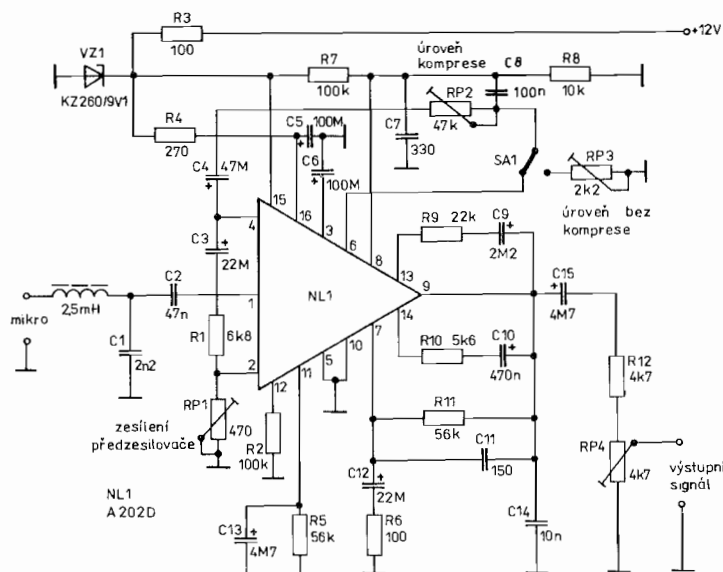 R3
100
+12V
VZ1
KZ260/9V1
R7
100k
úroveň
komprese
C8
100n
R8
10k
RP2
47k
R4
270
C5
100M
+
C6
100M
+
C7
330
SA1
RP3
2k2
úroveň bez
komprese
C4
47M
+
15
16
3
6
8
4
C3
+
22M
R9
22k
C9
+
2M2
13
NL1
9
C15
+
4M7
C2
47n
1
mikro
2,5mH
C1
2n2
R1
6k8
14
R10
5k6
C10
+
470n
2
12
11
5
10
7
R12
4k7
RP1
470
zesílení
předzesilovače
R2
100k
R11
56k
C11
150
RP4
4k7
výstupní
signál
NL1
A202D
C12
+
22M
C13
+
4M7
R5
56k
R6
100
C14
10n